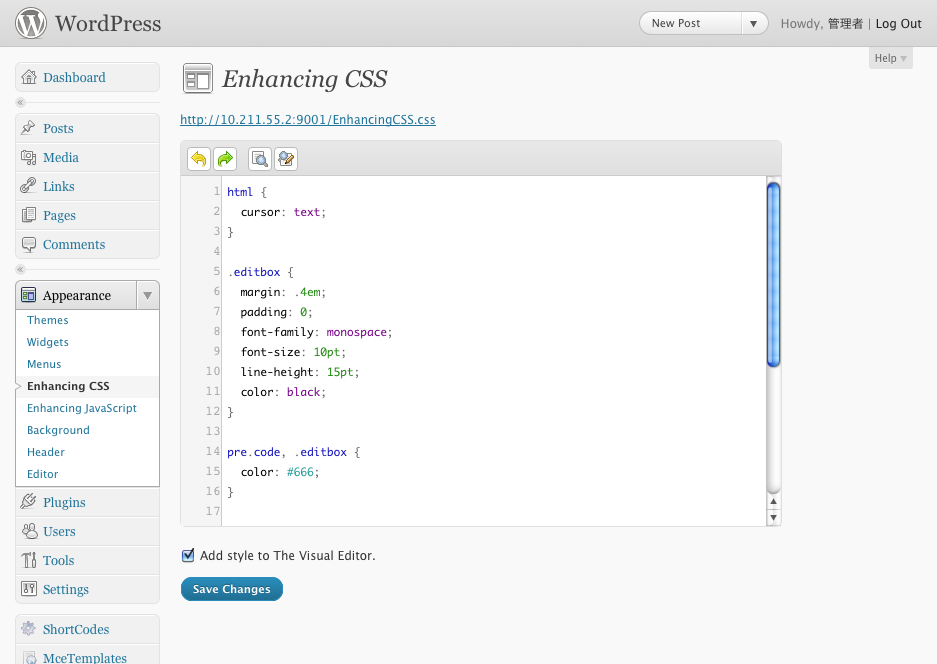 WordPress
New Post
Howdy, 管理者 | Log Out
Help
Dashboard
Posts
Media
Links
Pages
Comments
Appearance
Themes
Widgets
Menus
Enhancing CSS
Enhancing JavaScript
Background
Header
Editor
Plugins
Users
Tools
Settings
ShortCodes
MceTemplates
Enhancing CSS
http://10.211.55.2:9001/EnhancingCSS.css
1 html {
2 cursor: text;
3 }
4
5 .editbox {
6 margin: .4em;
7 padding: 0;
8 font-family: monospace;
9 font-size: 10pt;
10 line-height: 15pt;
11 color: black;
12 }
13
14 pre.code, .editbox {
15 color: #666;
16 }
17
Add style to The Visual Editor.
Save Changes